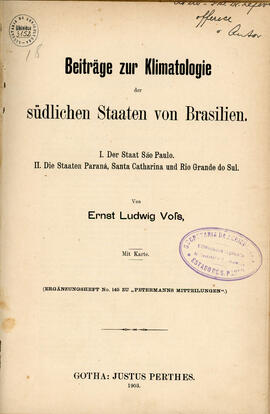 offerece
o Autor
Beiträge zur Klimatologie
der
südlichen Staaten von Brasilien.
I. Der Staat São Paulo.
II. Die Staaten Paraná, Santa Catharina und Rio Grande do Sul.
Von
Ernst Ludwig Voſs,
Mit Karte.
(ERGÄNZUNGSHEFT No. 145 ZU „PETERMANNS MITTEILUNGEN“.)
GOTHA: JUSTUS PERTHES.
1903.